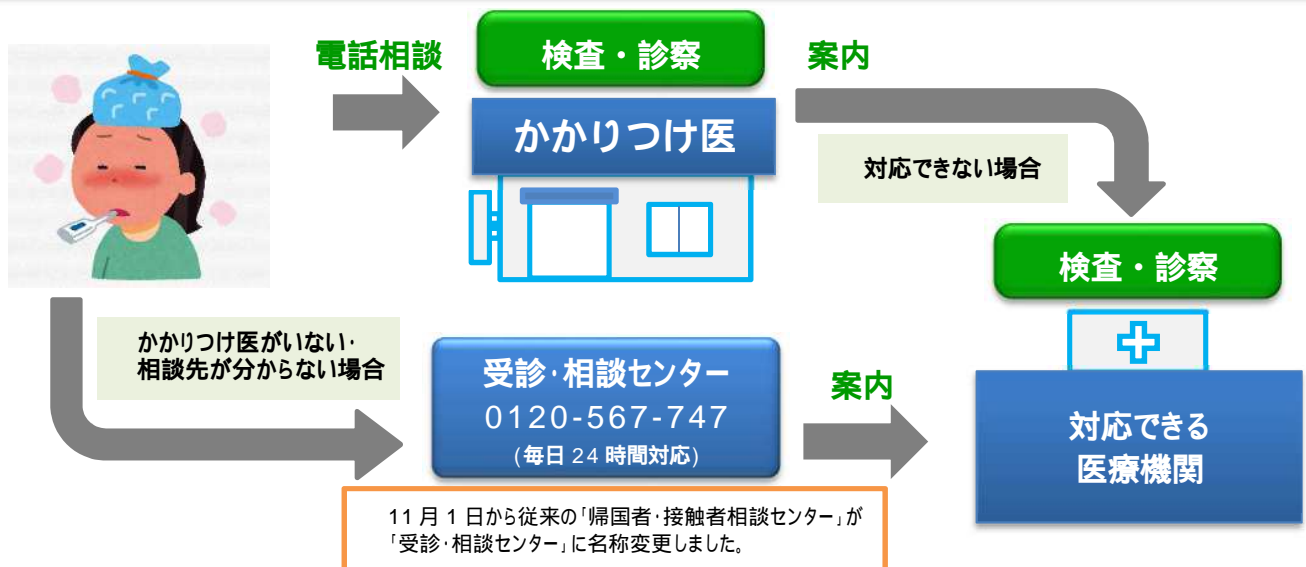 電話相談
検査・診察
案内
かかりつけ医
対応できない場合
検査・診察
かかりつけ医がいない・
相談先が分からない場合
受診・相談センター
0120-567-747
(毎日24時間対応)
案内
対応できる
医療機関
11月1日から従来の「帰国者・接触者相談センター」が
「受診・相談センター」に名称変更しました。